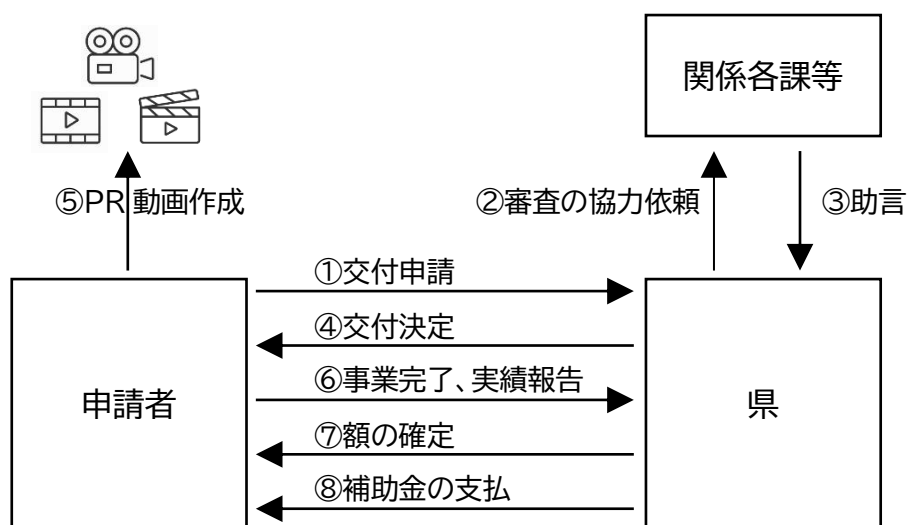 関係各課等
⑤PR動画作成
②審査の協力依頼
③助言
①交付申請
④交付決定
⑥事業完了、実績報告
申請者
県
⑦額の確定
⑧補助金の支払